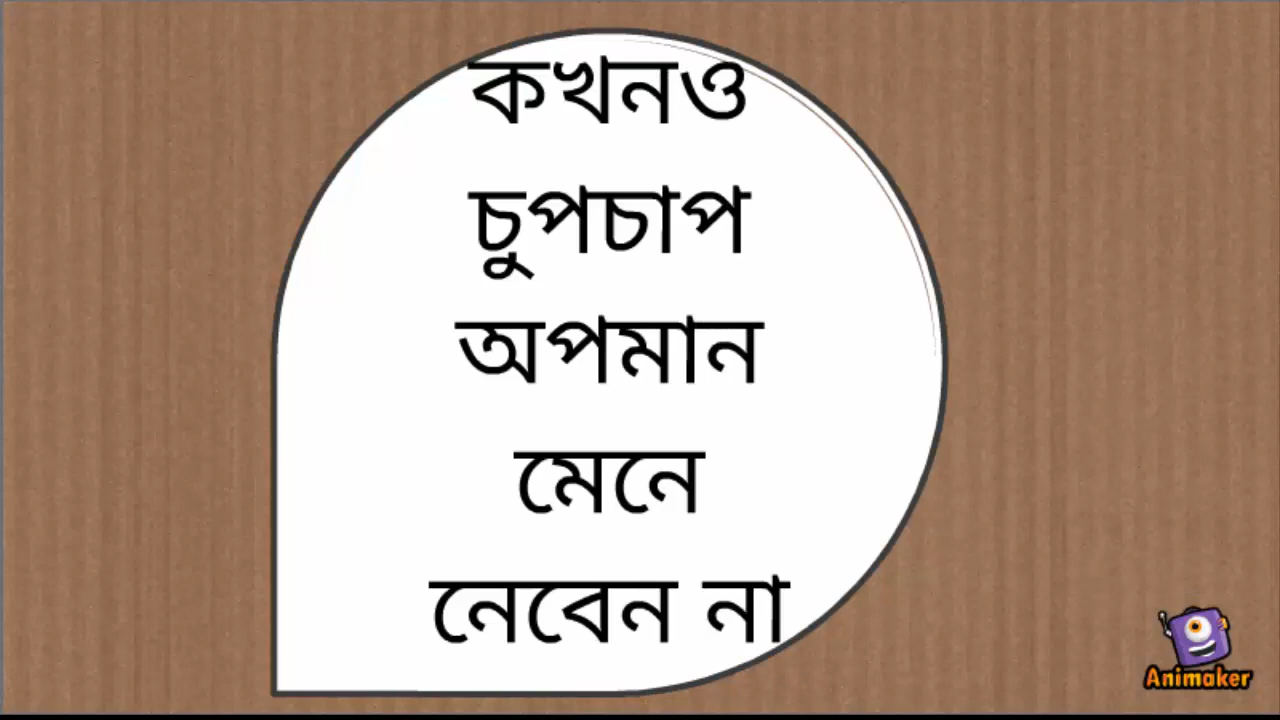 কখনও
চুপচাপ
অপমান
মেনে
নেবেন না
Animaker